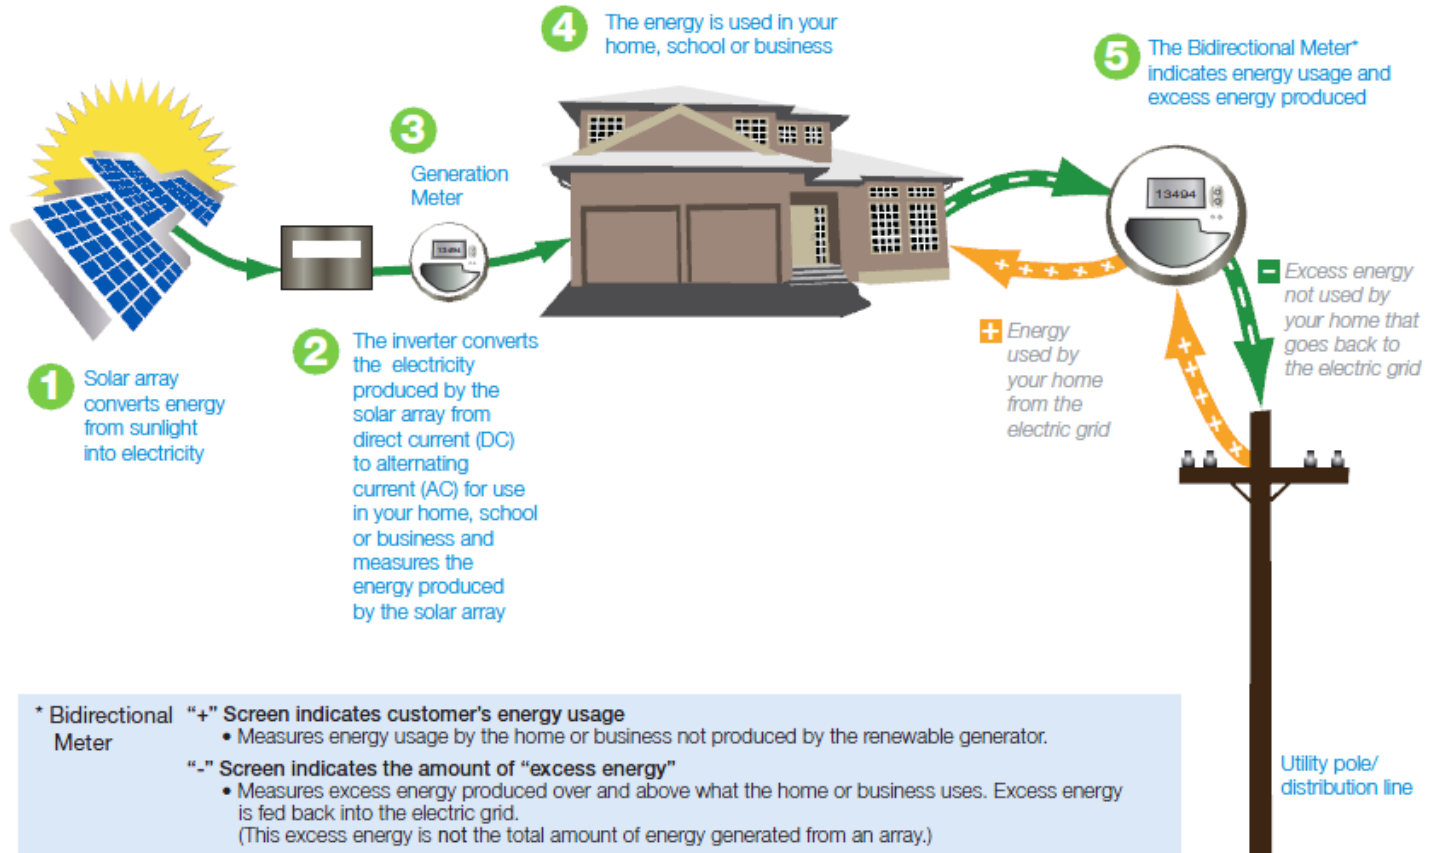 1
Solar array
converts energy
from sunlight
into electricity
2
The inverter converts
the electricity
produced by the
solar array from
direct current (DC)
to alternating
current (AC) for use
in your home, school
or business and
measures the
energy produced
by the solar array
3
Generation
Meter
13494
4
The energy is used in your
home, school or business
5
The Bidirectional Meter*
indicates energy usage and
excess energy produced
13494
+ Energy
used by
your home
from the
electric grid
- Excess energy
not used by
your home that
goes back to
the electric grid
Utility pole/
distribution line
* Bidirectional
Meter
"+" Screen indicates customer's energy usage
• Measures energy usage by the home or business not produced by the renewable generator.
"-" Screen indicates the amount of "excess energy"
• Measures excess energy produced over and above what the home or business uses. Excess energy
is fed back into the electric grid.
(This excess energy is not the total amount of energy generated from an array.)